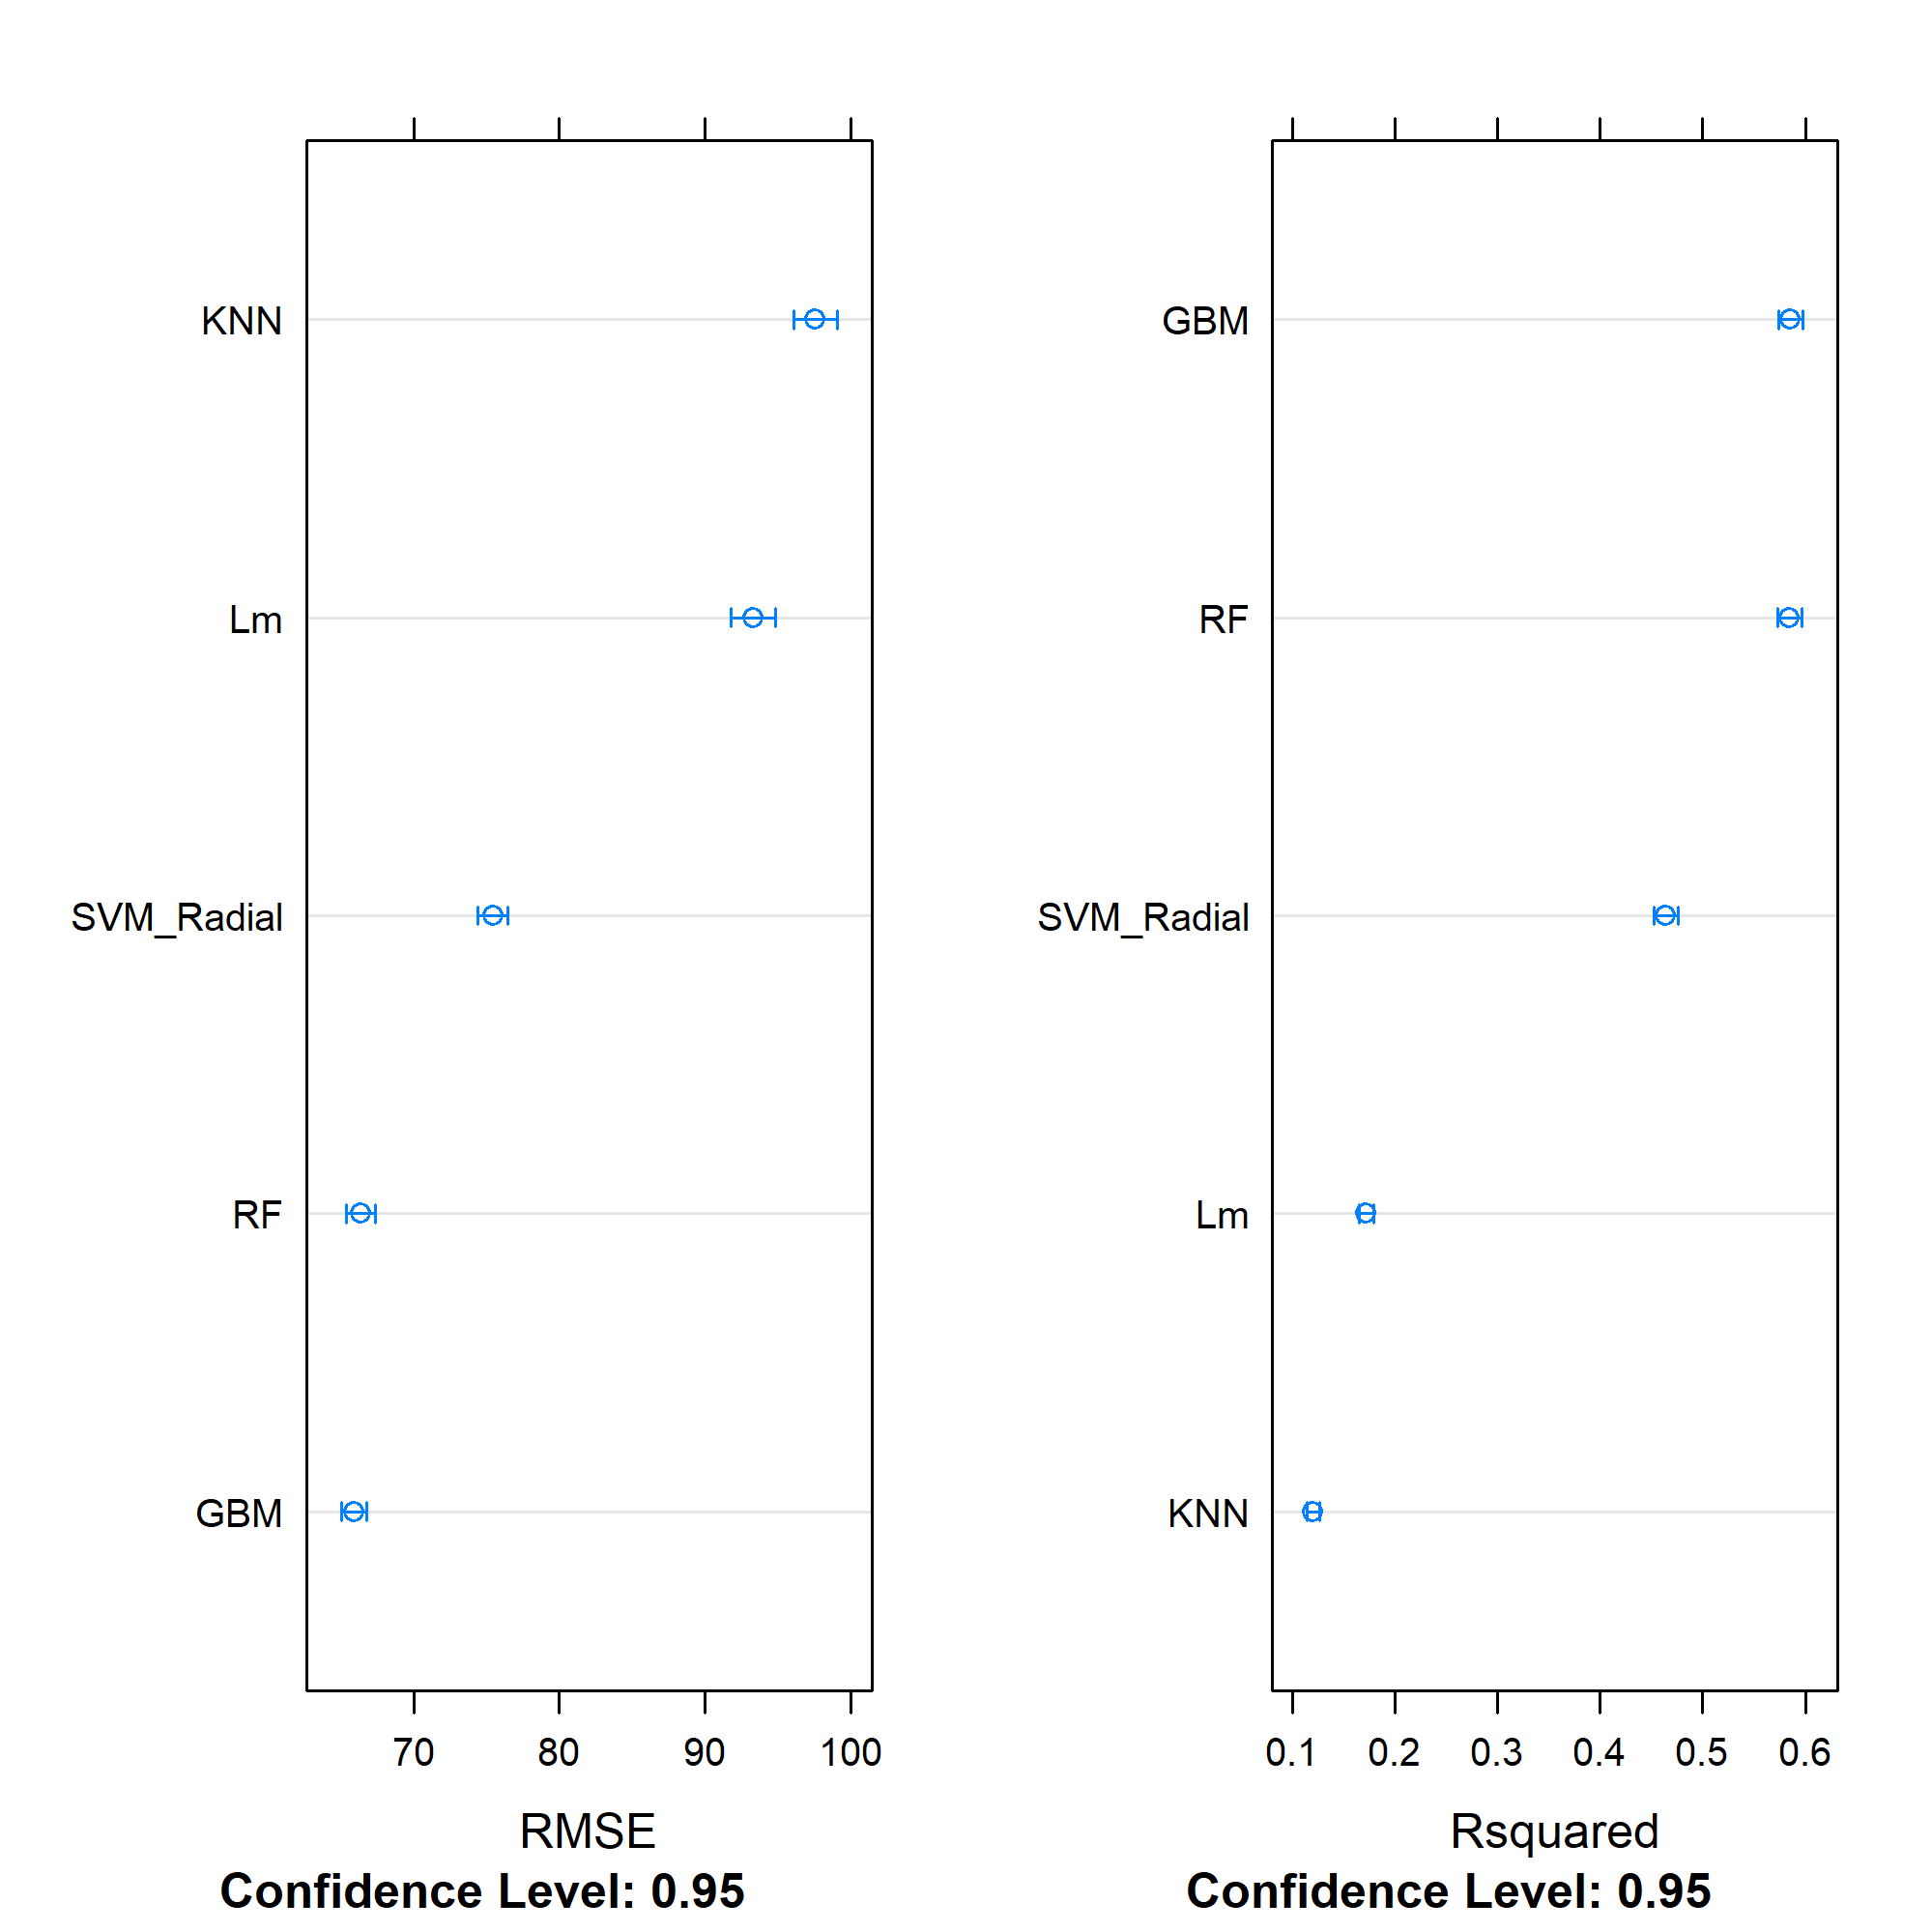 KNN
Lm
SVM_Radial
RF
GBM
70 80 90 100
RMSE
Confidence Level: 0.95
GBM
RF
SVM_Radial
Lm
KNN
0.1 0.2 0.3 0.4 0.5 0.6
Rsquared
Confidence Level: 0.95